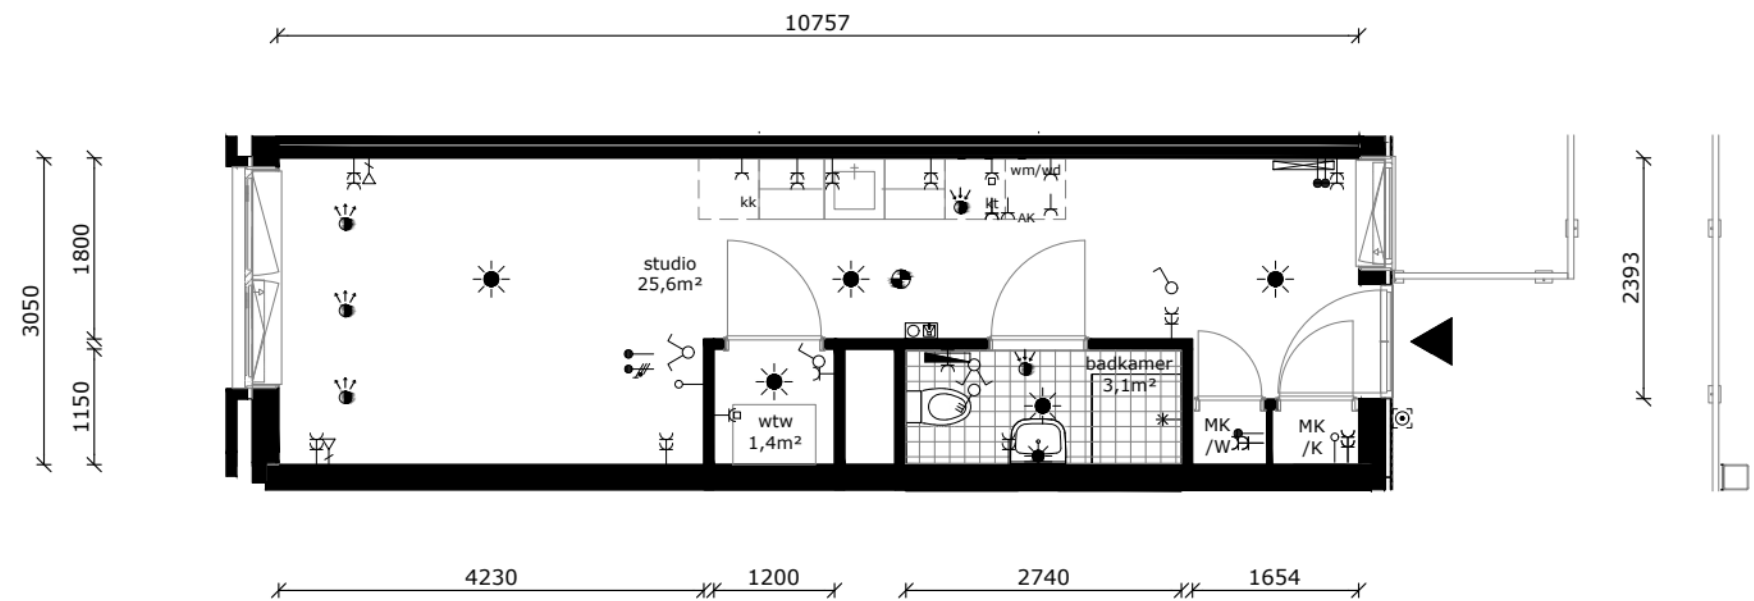 10757
3050
1800
1150
2393
studio
25,6m²
kk
wm/wd
kt
AK
badkamer
3,1m²
wtw
1,4m²
MK
/W
MK
/K
4230
1200
2740
1654